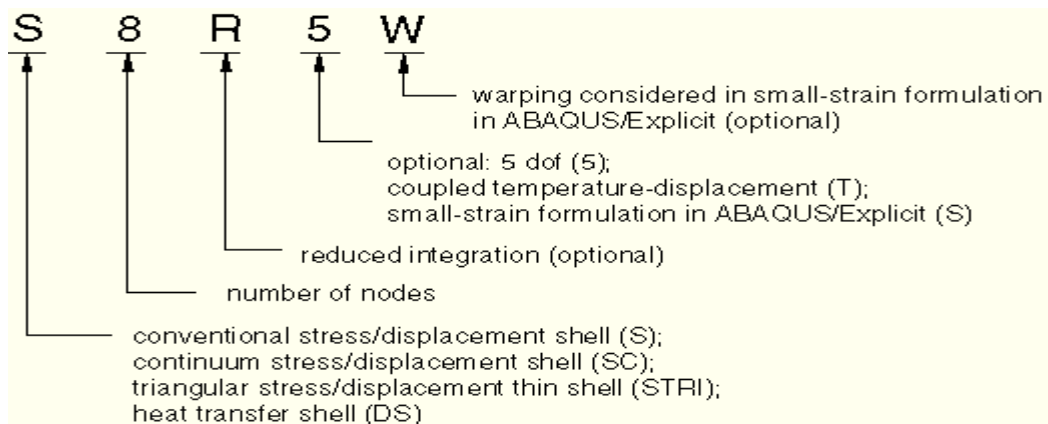 S 8 R 5 W
warping considered in small-strain formulation
in ABAQUS/Explicit (optional)
optional: 5 dof (5);
coupled temperature-displacement (T);
small-strain formulation in ABAQUS/Explicit (S)
reduced integration (optional)
number of nodes
conventional stress/displacement shell (S);
continuum stress/displacement shell (SC);
triangular stress/displacement thin shell (STRI);
heat transfer shell (DS)